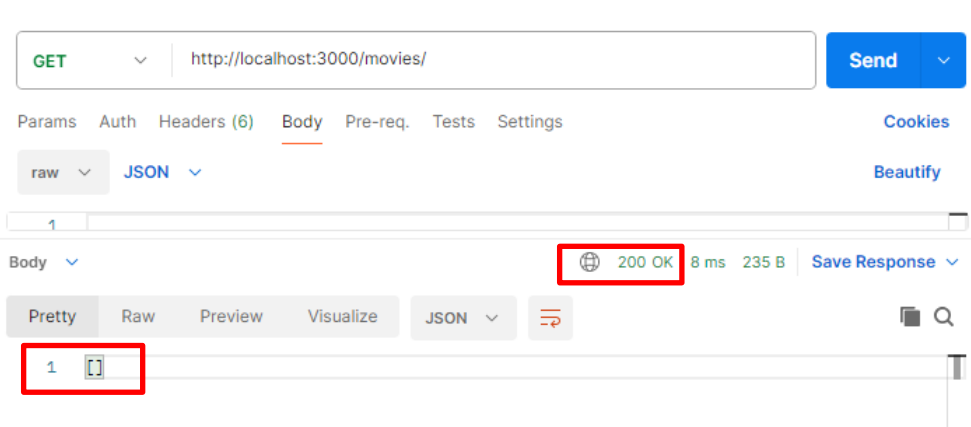 GET http://localhost:3000/movies/ Send
Params Auth Headers (6) Body Pre-req. Tests Settings Cookies
raw JSON Beautify
1
Body 200 OK 8 ms 235 B Save Response
Pretty Raw Preview Visualize JSON
1 []